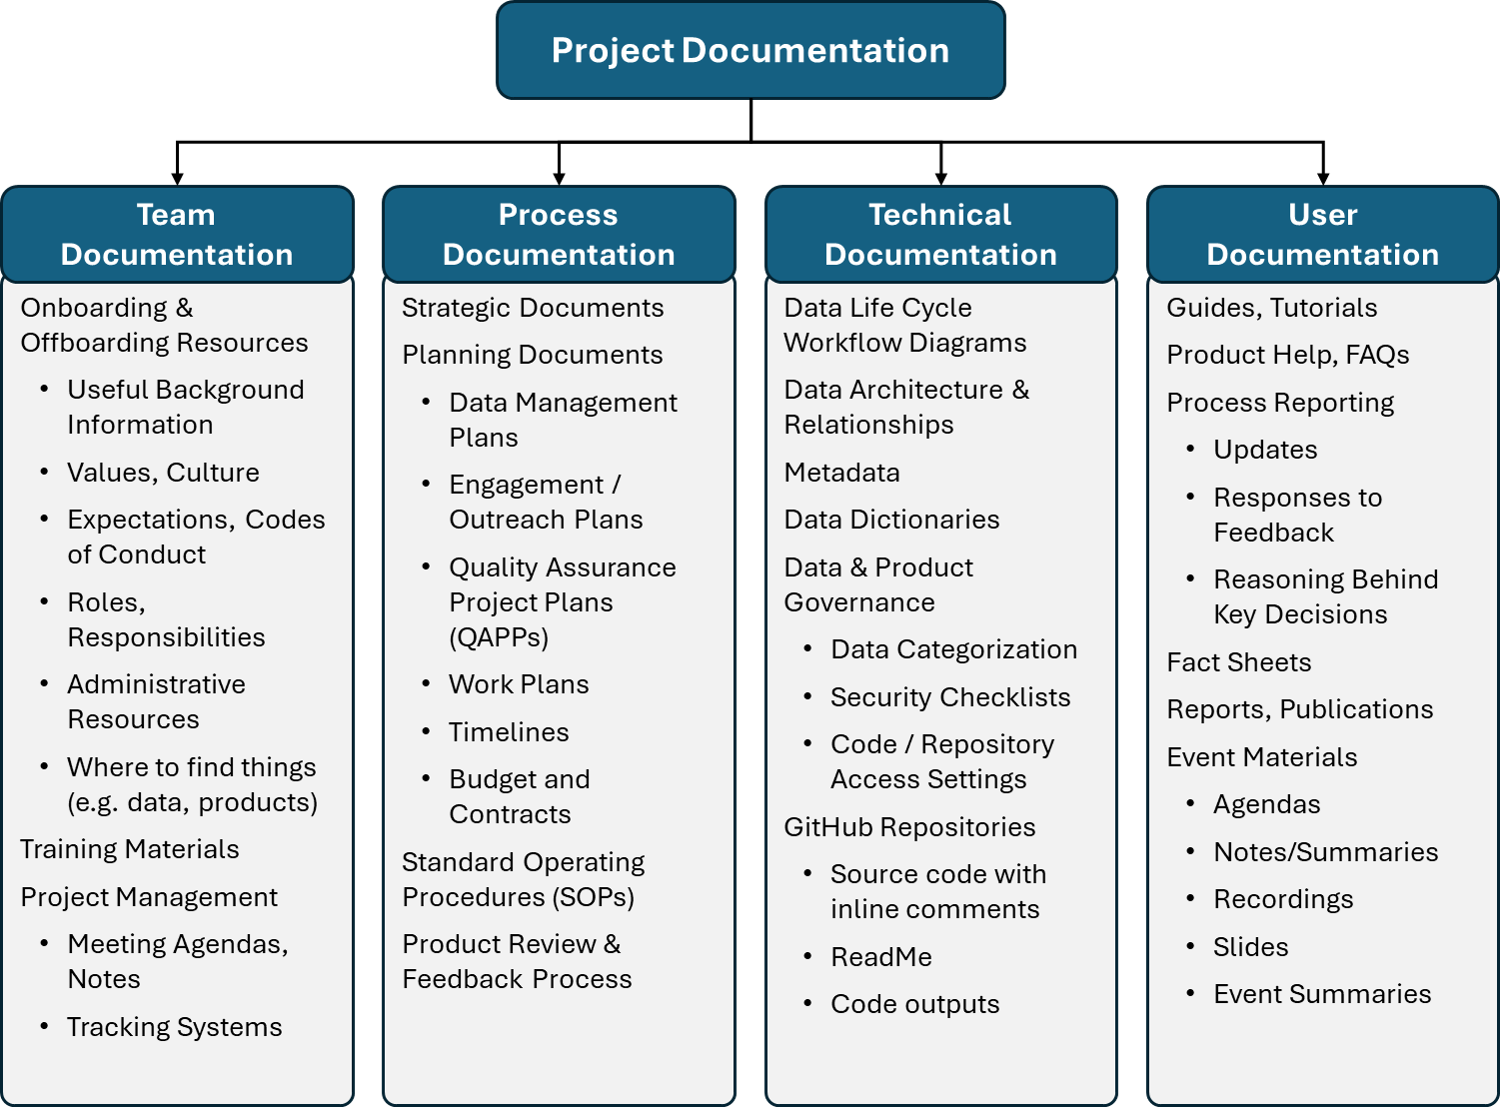 Project Documentation
Team
Documentation
Onboarding &
Offboarding Resources
• Useful Background
Information
• Values, Culture
• Expectations, Codes
of Conduct
• Roles,
Responsibilities
• Administrative
Resources
• Where to find things
(e.g. data, products)
Training Materials
Project Management
• Meeting Agendas,
Notes
• Tracking Systems
Process
Documentation
Strategic Documents
Planning Documents
• Data Management
Plans
• Engagement /
Outreach Plans
• Quality Assurance
Project Plans
(QAPPs)
• Work Plans
• Timelines
• Budget and
Contracts
Standard Operating
Procedures (SOPs)
Product Review &
Feedback Process
Technical
Documentation
Data Life Cycle
Workflow Diagrams
Data Architecture &
Relationships
Metadata
Data Dictionaries
Data & Product
Governance
• Data Categorization
• Security Checklists
• Code / Repository
Access Settings
GitHub Repositories
• Source code with
inline comments
• ReadMe
• Code outputs
User
Documentation
Guides, Tutorials
Product Help, FAQs
Process Reporting
• Updates
• Responses to
Feedback
• Reasoning Behind
Key Decisions
Fact Sheets
Reports, Publications
Event Materials
• Agendas
• Notes/Summaries
• Recordings
• Slides
• Event Summaries